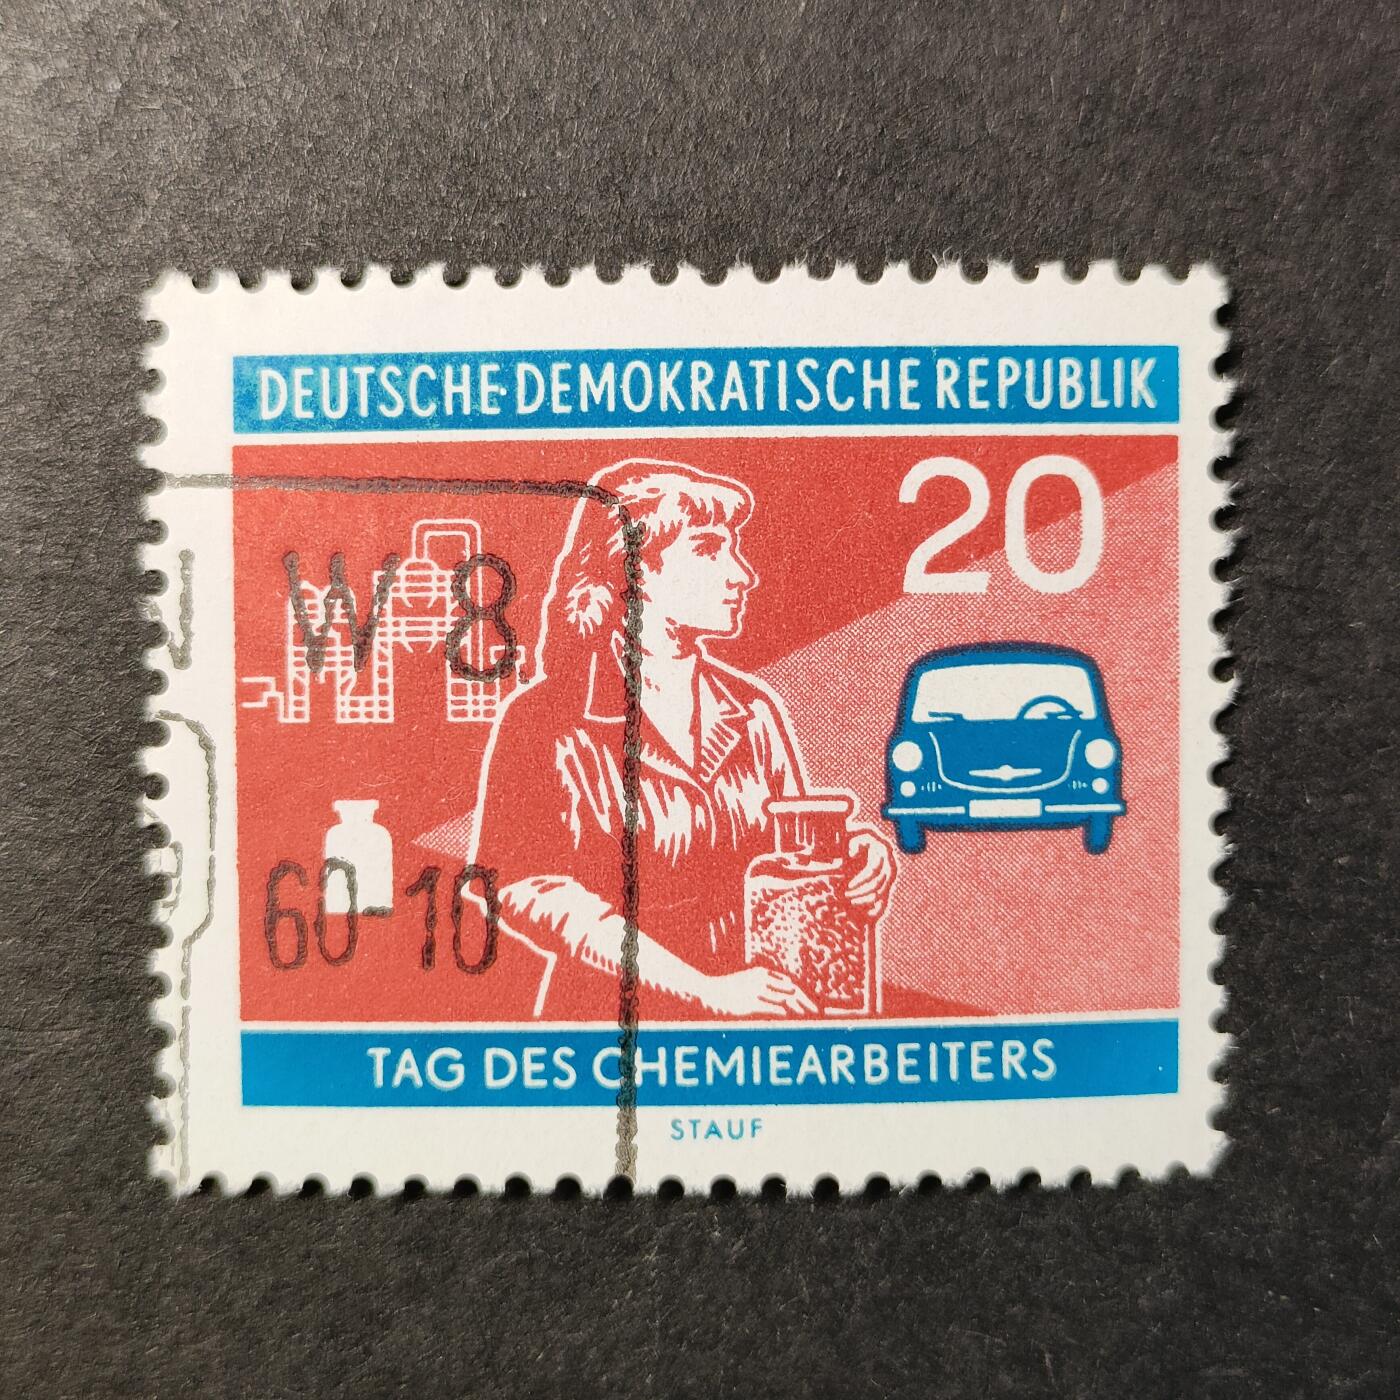 DEUTSCHE·DEMOKRATISCHE REPUBLIK
20
W 8
60-10
TAG DES CHEMIEARBEITERS
STAUF